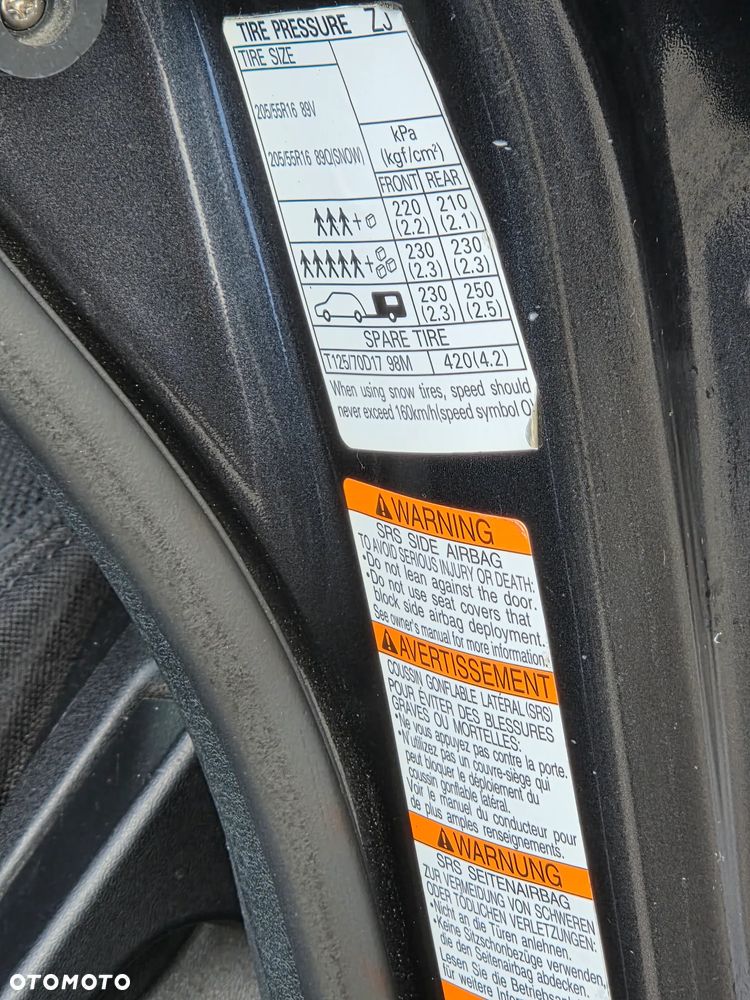 TIRE PRESSURE ZJ
TIRE SIZE
205/55R16 89V
205/55R16 89Q(SNOW)
kPa
(kgf/cm²)
FRONT REAR
+ 220 210
(2.2) (2.1)
+ 230 230
(2.3) (2.3)
230 250
(2.3) (2.5)
SPARE TIRE
T125/70D17 98M 420(4.2)
When using snow tires, speed should
never exceed 160km/h(speed symbol Q)
WARNING
SRS SIDE AIRBAG
TO AVOID SERIOUS INJURY OR DEATH:
•Do not lean against the door.
•Do not use seat covers that
block side airbag deployment.
See owner's manual for more information.
AVERTISSEMENT
COUSSIN GONFLABLE LATÉRAL (SRS)
POUR ÉVITER DES BLESSURES
GRAVES OU MORTELLES:
•Ne vous appuyez pas contre la porte.
•N'utilizez pas un couvre-siège qui
peut bloquer le déploiement du
coussin gonflable latéral.
Voir le manuel du conducteur pour
de plus amples renseignements.
WARNUNG
SRS SEITENAIRBAG
ZUR VERMEIDUNG VON SCHWEREN
ODER TÖDLICHEN VERLETZUNGEN:
•Nicht an die Türen anlehnen.
•Keine Sitzschonbezüge verwenden,
die den Seitenairbag abdecken.
Lesen Sie die
für weitere
OTOMOTO